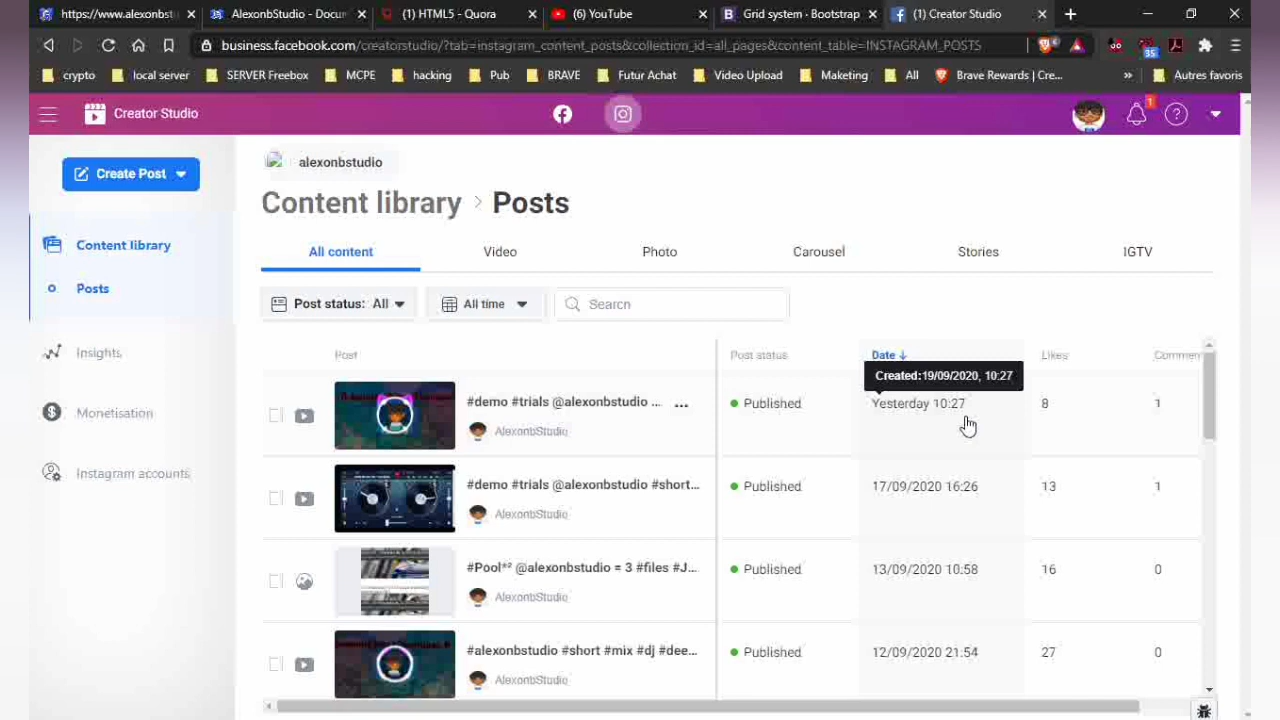 https://www.alexonbst
AlexonbStudio - Docu
(1) HTML5 - Quora
(6) YouTube
Grid system · Bootstrap
(1) Creator Studio
business.facebook.com/creatorstudio/?tab=instagram_content_posts&collection_id=all_pages&content_table=INSTAGRAM_POSTS
35
crypto
local server
SERVER Freebox
MCPE
hacking
Pub
BRAVE
Futur Achat
Video Upload
Maketing
All
Brave Rewards | Cre...
»
Autres favoris
Creator Studio
1
Create Post
alexonbstudio
Content library > Posts
Content library
Posts
Insights
Monetisation
Instagram accounts
All content
Video
Photo
Carousel
Stories
IGTV
Post status: All
All time
Search
Post
Post status
Date ↓
Likes
Commen
Created:19/09/2020, 10:27
#demo #trials @alexonbstudio ...
...
AlexonbStudio
Published
Yesterday 10:27
8
1
#demo #trials @alexonbstudio #short...
AlexonbStudio
Published
17/09/2020 16:26
13
1
#Pool*² @alexonbstudio = 3 #files #J...
AlexonbStudio
Published
13/09/2020 10:58
16
0
#alexonbstudio #short #mix #dj #dee...
AlexonbStudio
Published
12/09/2020 21:54
27
0